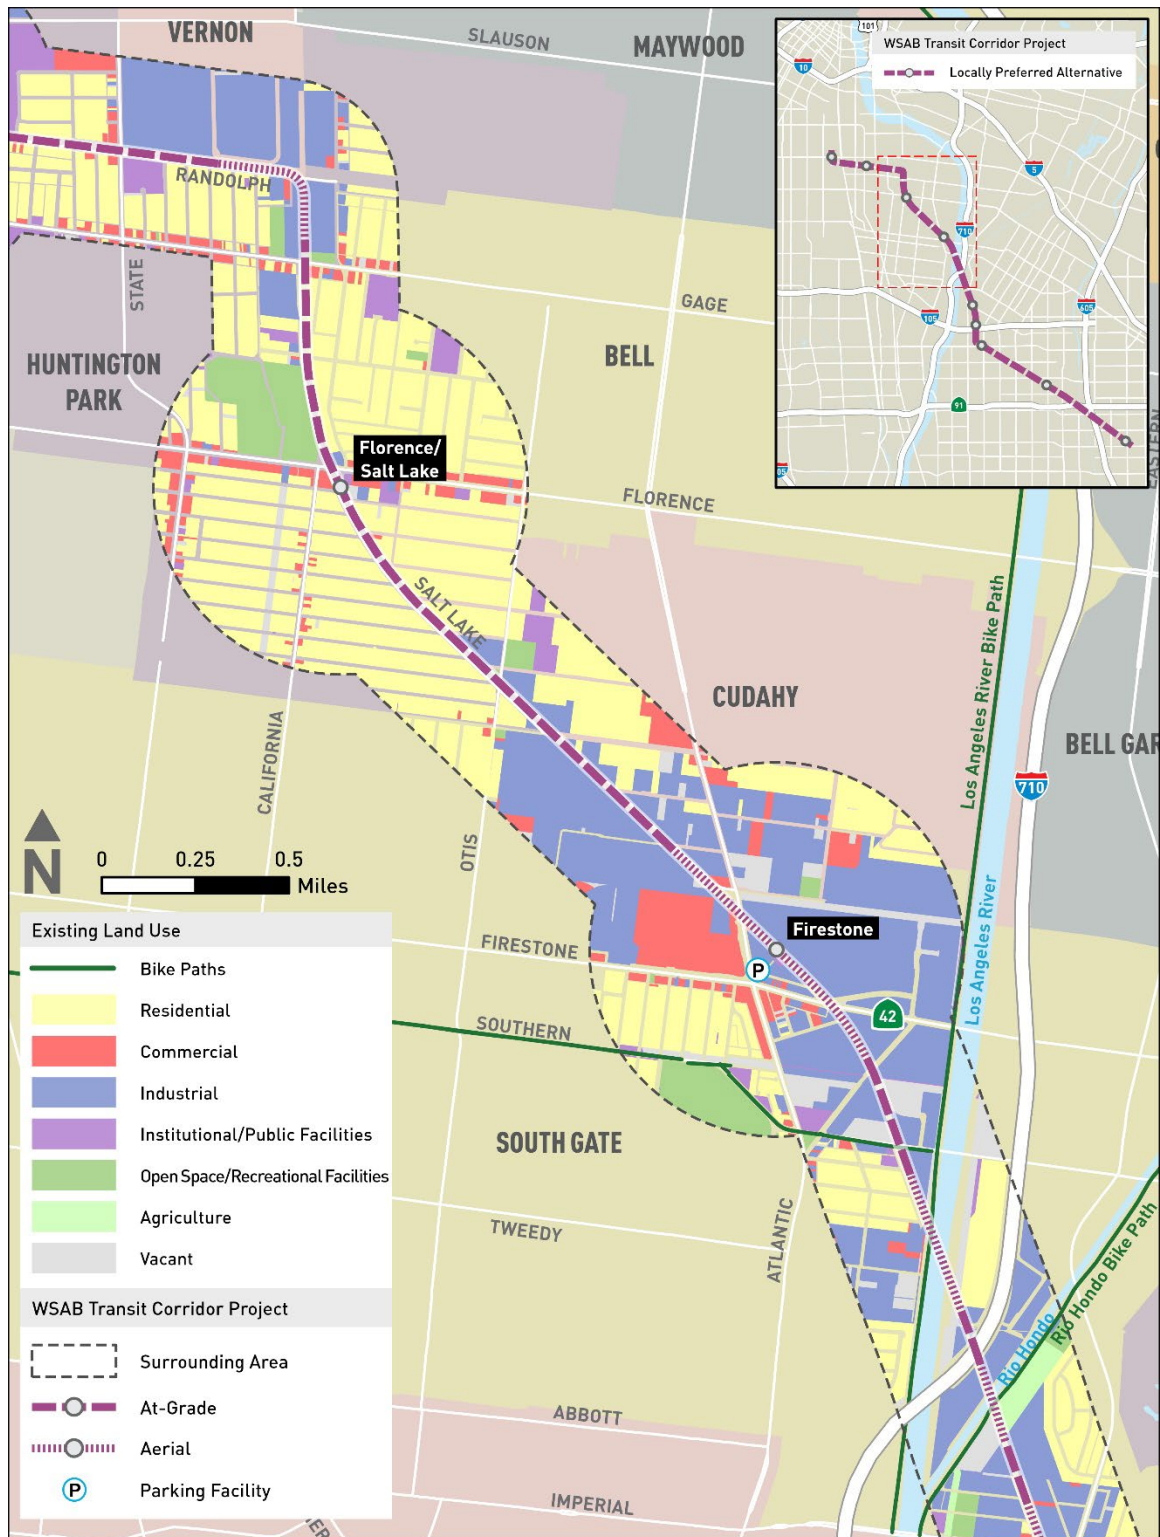 VERNON
SLAUSON
MAYWOOD
101
WSAB Transit Corridor Project
Locally Preferred Alternative
10
5
710
605
105
91
RANDOLPH
STATE
GAGE
BELL
HUNTINGTON
PARK
EASTERN
Florence/
Salt Lake
FLORENCE
SALT LAKE
CUDAHY
Los Angeles River Bike Path
BELL GAR
CALIFORNIA
710
OTIS
N
0 0.25 0.5
Miles
Los Angeles River
Firestone
FIRESTONE
P
42
SOUTHERN
SOUTH GATE
TWEEDY
ATLANTIC
Rio Hondo Bike Path
Rio Hondo
ABBOTT
IMPERIAL
Existing Land Use
Bike Paths
Residential
Commercial
Industrial
Institutional/Public Facilities
Open Space/Recreational Facilities
Agriculture
Vacant
WSAB Transit Corridor Project
Surrounding Area
At-Grade
Aerial
P Parking Facility